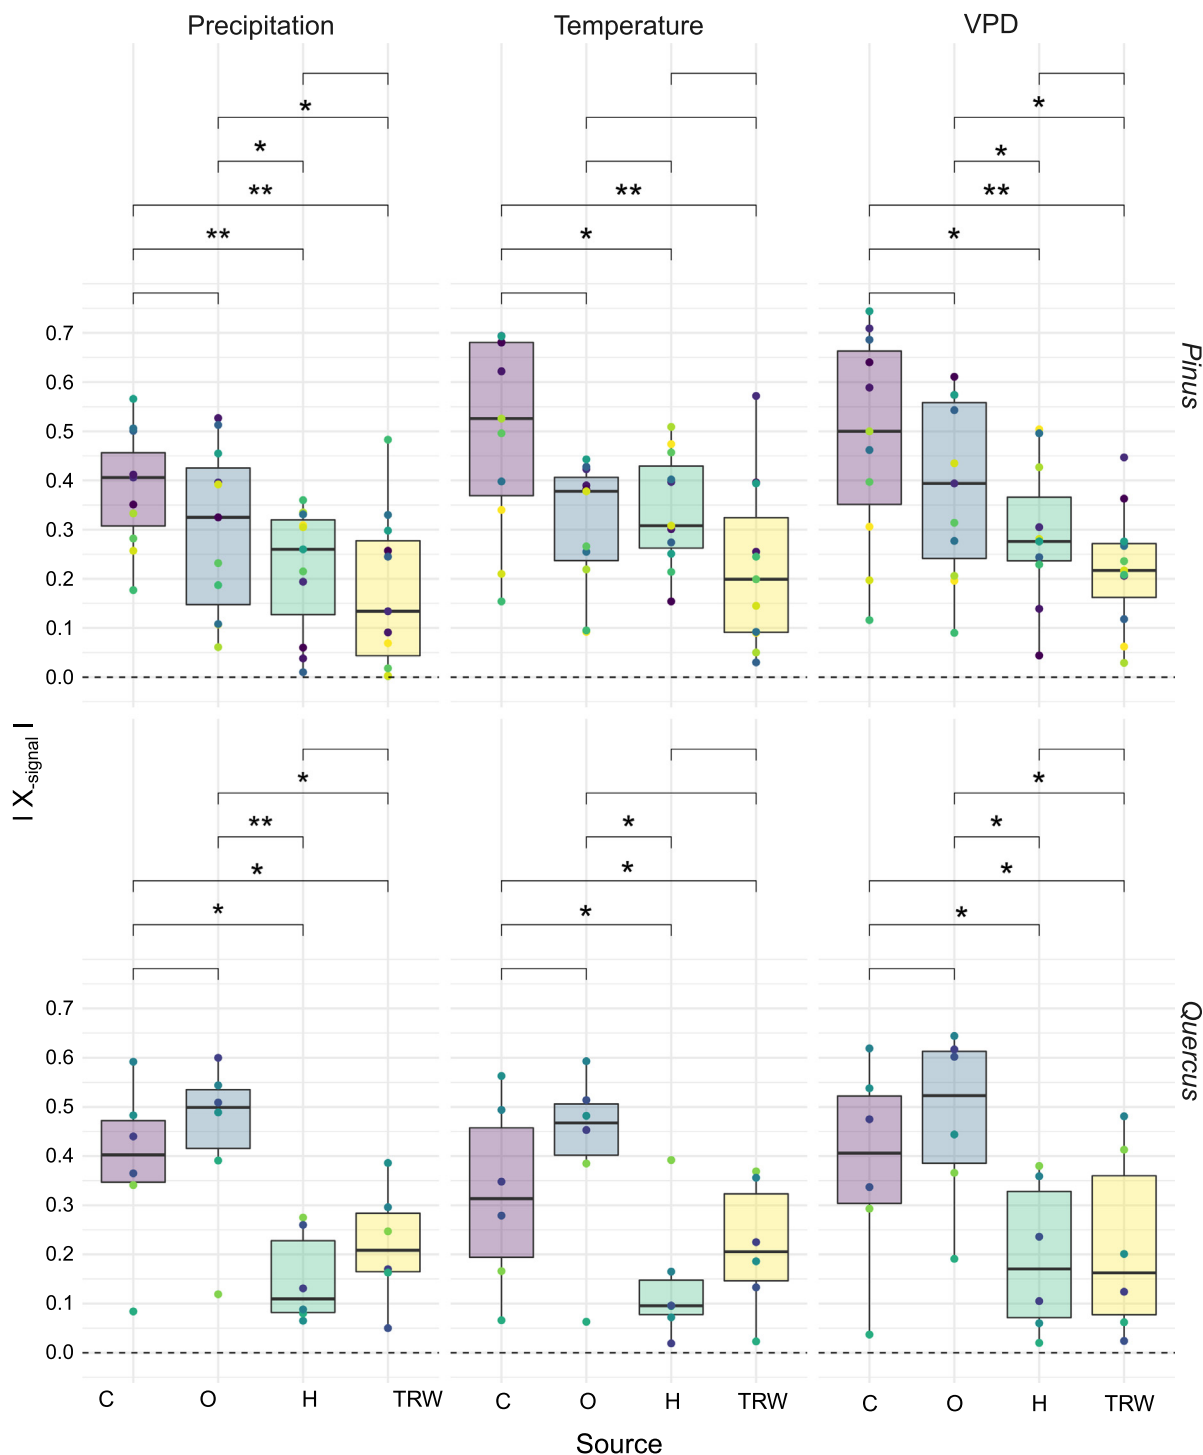 Precipitation Temperature VPD
* *
* *
** ** **
** * *
0.7
0.6
0.5
0.4
0.3
0.2
0.1
0.0
Pinus
| X-signal |
* *
** * *
* * *
* * *
0.7
0.6
0.5
0.4
0.3
0.2
0.1
0.0
Quercus
C O H TRW C O H TRW C O H TRW
Source